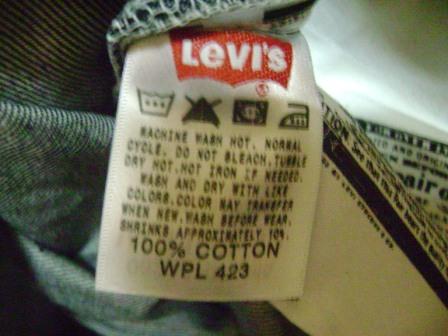 LEVI'S
®
MACHINE WASH HOT. NORMAL
CYCLE. DO NOT BLEACH.TUMBLE
DRY HOT.HOT IRON IF NEEDED.
WASH AND DRY WITH LIKE
COLORS.COLOR MAY TRANSFER
WHEN NEW.WASH BEFORE WEAR.
SHRINKS APPROXIMATELY 10%.
100% COTTON
WPL 423